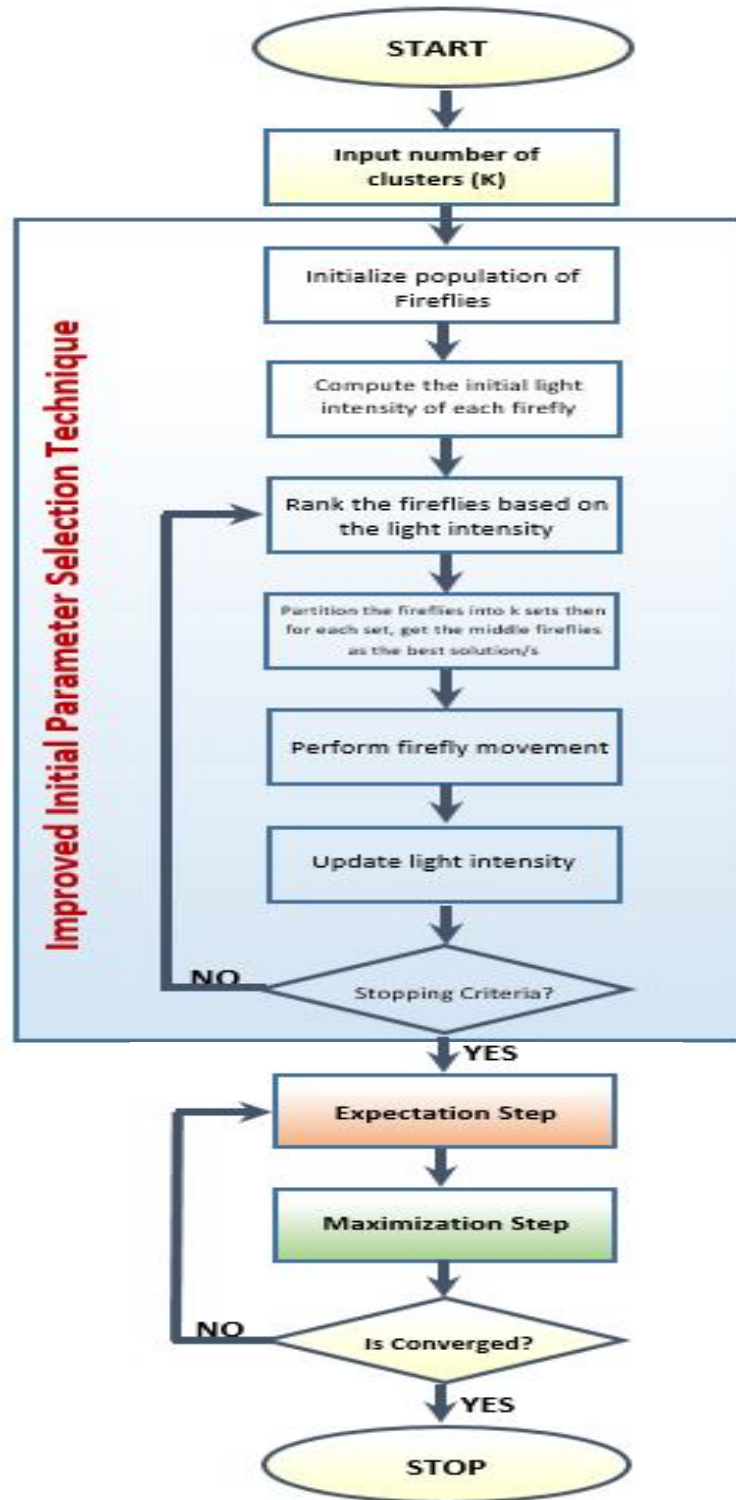 START
Input number of
clusters (K)
Improved Initial Parameter Selection Technique
Initialize population of
Fireflies
Compute the initial light
intensity of each firefly
Rank the fireflies based on
the light intensity
Partition the fireflies into k sets then
for each set, get the middle fireflies
as the best solution/s
Perform firefly movement
Update light intensity
NO
Stopping Criteria?
YES
Expectation Step
Maximization Step
NO
Is Converged?
YES
STOP